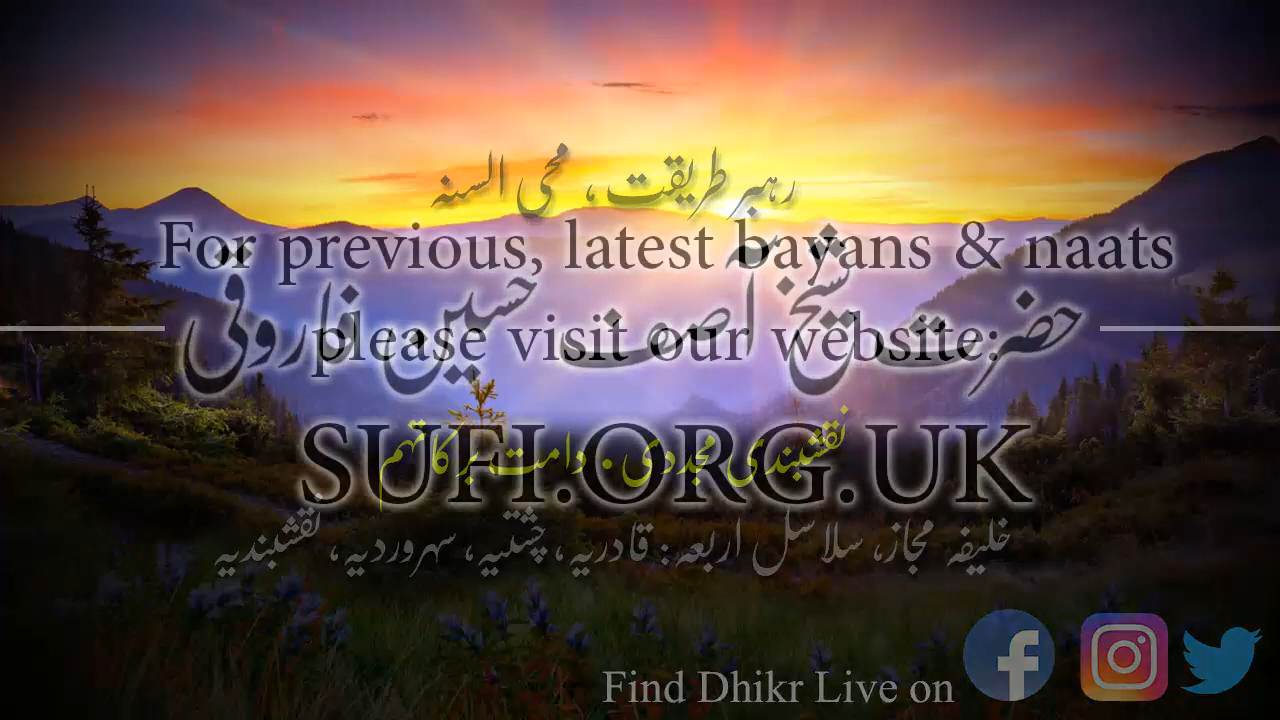 رہبر طریقت، محی السنہ
For previous, latest bayans & naats
حضرت شیخ آصف حسین فاروقی
please visit our website:
نقشبندی مجددی . دامت برکاتہم
SUFI.ORG.UK
خلیفہ مجاز، سلاسل اربعہ: قادریہ، چشتیہ، سہروردیہ، نقشبندیہ
Find Dhikr Live on